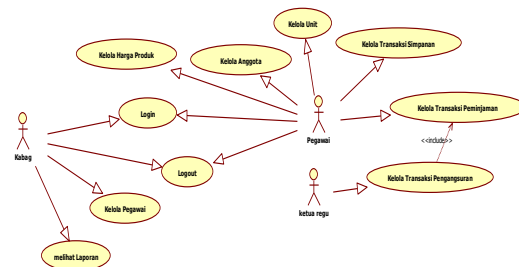 Kelola Unit
Kelola Harga Produk
Kelola Anggota
Kelola Transaksi Simpanan
Login
Kelola Transaksi Peminjaman
Kabag
Pegawai
<<include>>
Logout
Kelola Transaksi Pengangsuran
Kelola Pegawai
ketua regu
melihat Laporan